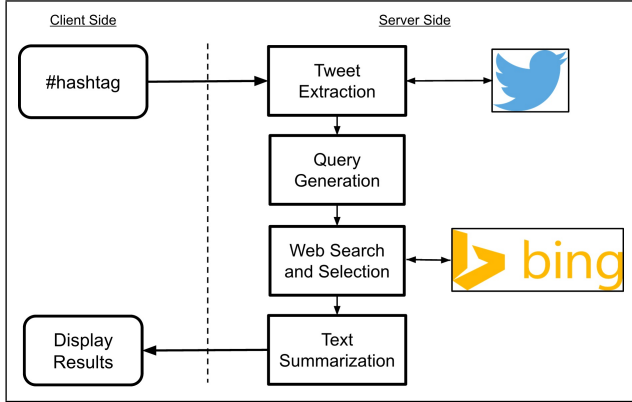 Client Side
Server Side
#hashtag
Tweet
Extraction
Query
Generation
Web Search
and Selection
bing
Text
Summarization
Display
Results